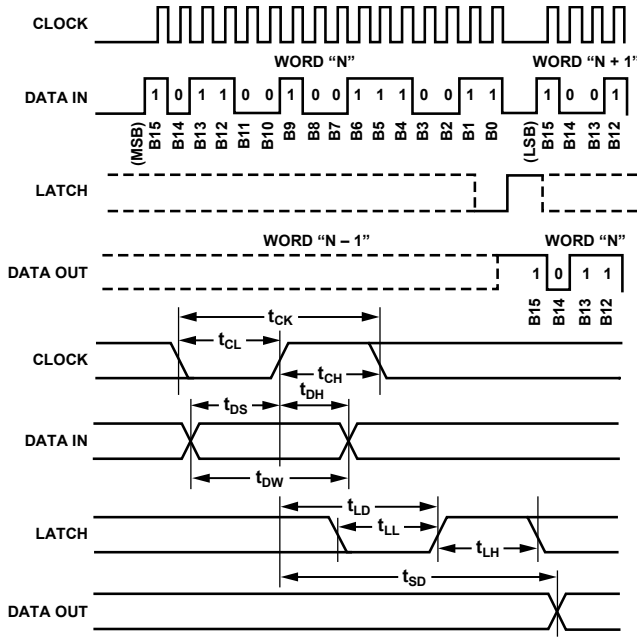 CLOCK
WORD “N”
WORD “N + 1”
DATA IN
1 0 1 1 0 0 1 0 0 1 1 1 0 0 1 1 1 0 0 1
(MSB) B15 B14 B13 B12 B11 B10 B9 B8 B7 B6 B5 B4 B3 B2 B1 B0 (LSB) B15 B14 B13 B12
LATCH
WORD “N – 1”
WORD “N”
DATA OUT
1 0 1 1
B15 B14 B13 B12
tCK
tCL
CLOCK
tCH
tDS
tDH
DATA IN
tDW
tLD
tLL
LATCH
tLH
tSD
DATA OUT